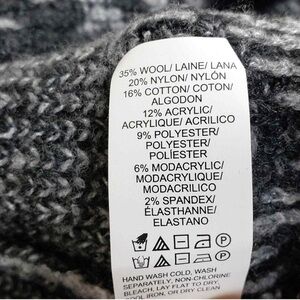 35% WOOL/ LAINE/ LANA
20% NYLON/ NYLÓN
16% COTTON/ COTON/
ALGODON
12% ACRYLIC/
ACRYLIQUE/ ACRILICO
9% POLYESTER/
POLYESTER/
POLÍESTER
6% MODACRYLIC/
MODACRYLIQUE/
MODACRILICO
2% SPANDEX/
ÉLASTHANNE/
ELASTANO
HAND WASH COLD, WASH
SEPARATELY, NON-CHLORINE
BLEACH, LAY FLAT TO DRY,
COOL IRON, OR DRY CLEAN